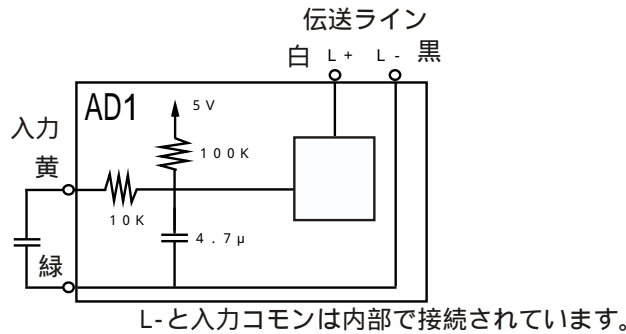 伝送ライン
白 L + L - 黒
AD1
5V
入力
100K
黄
10K
4.7μ
緑
L-と入力コモンは内部で接続されています。